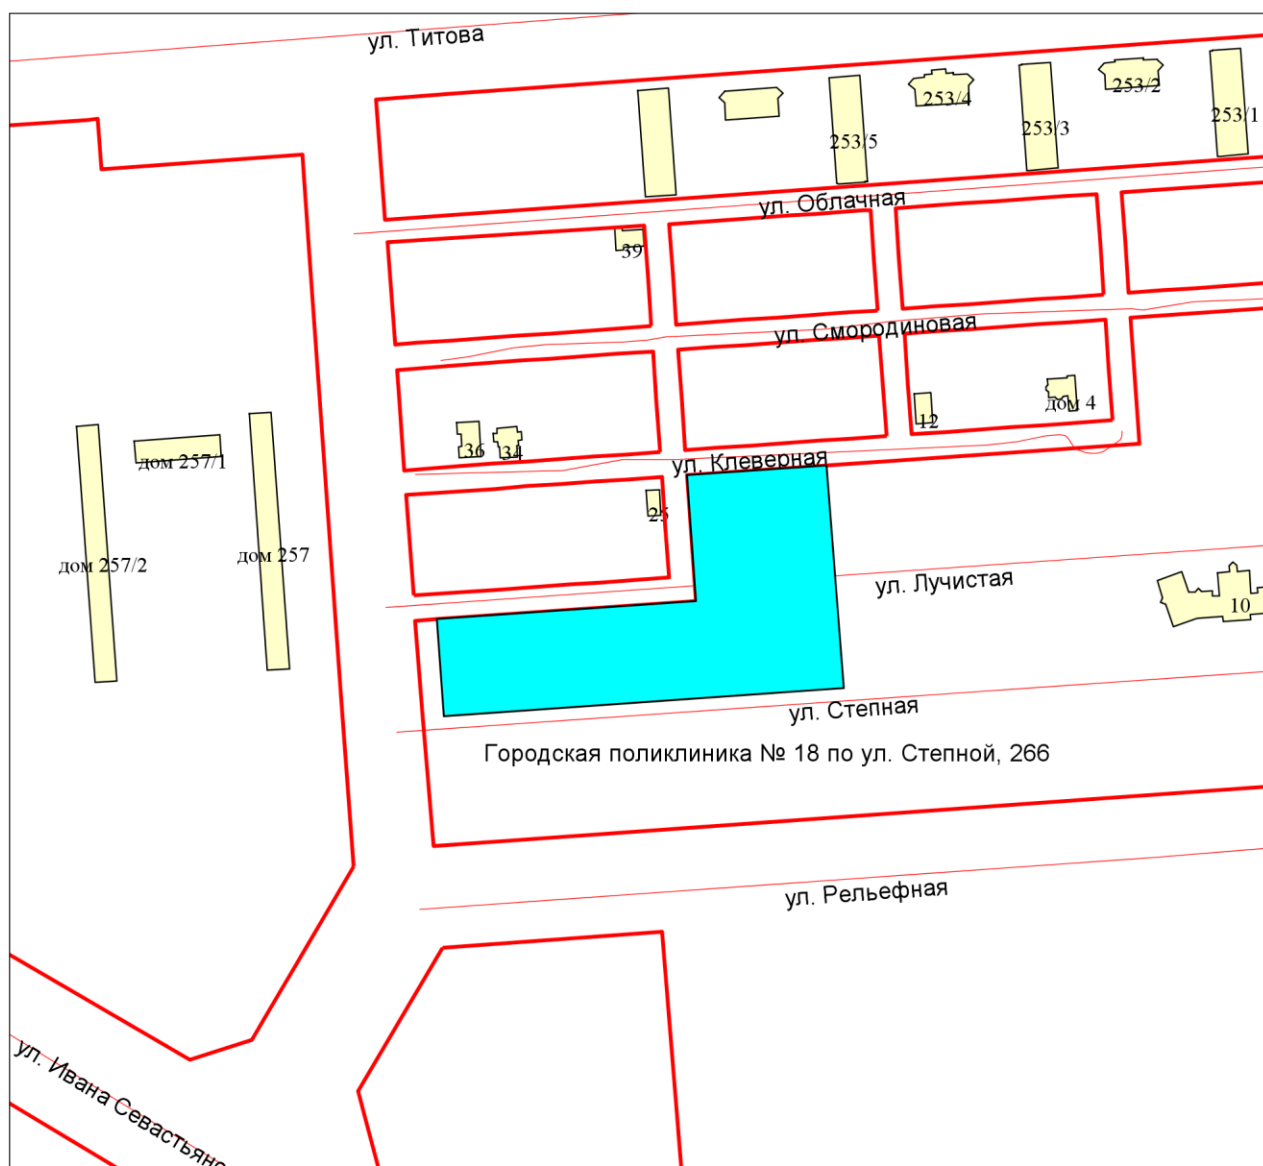 ул. Титова
253/4
253/2
253/5
253/3
253/1
ул. Облачная
39
ул. Смородиновая
36
34
12
дом 4
ул. Клеверная
дом 257/1
25
дом 257/2
дом 257
ул. Лучистая
10
ул. Степная
Городская поликлиника № 18 по ул. Степной, 266
ул. Рельефная
ул. Ивана Севастьяно